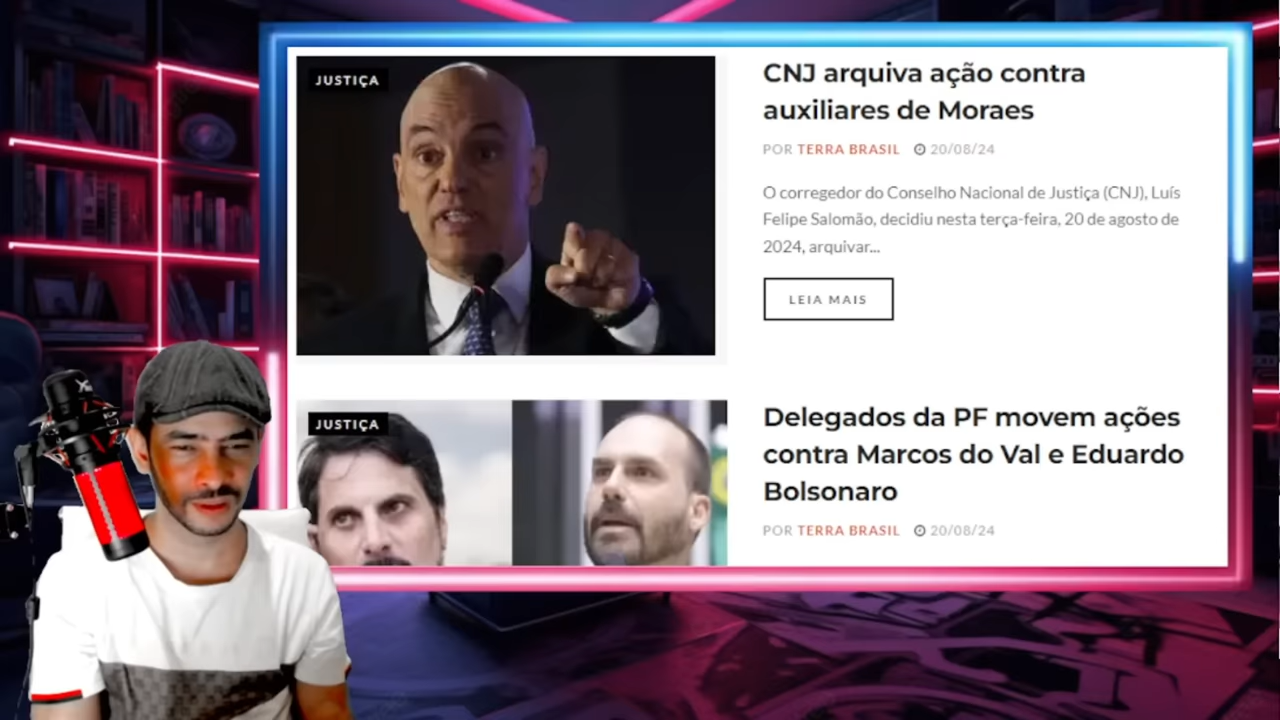 JUSTIÇA
CNJ arquiva ação contra
auxiliares de Moraes
POR TERRA BRASIL 20/08/24
O corregedor do Conselho Nacional de Justiça (CNJ), Luís
Felipe Salomão, decidiu nesta terça-feira, 20 de agosto de
2024, arquivar...
LEIA MAIS
JUSTIÇA
Delegados da PF movem ações
contra Marcos do Val e Eduardo
Bolsonaro
POR TERRA BRASIL 20/08/24